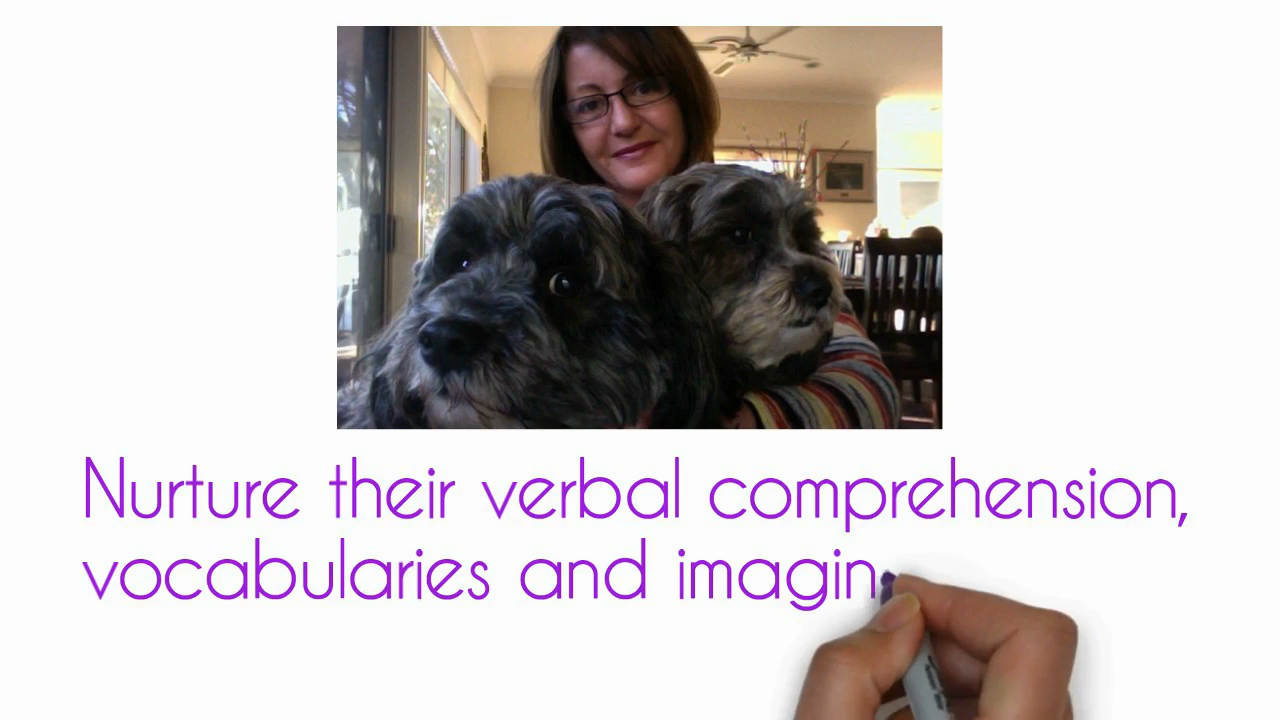 Nurture their verbal comprehension,
vocabularies and imagin